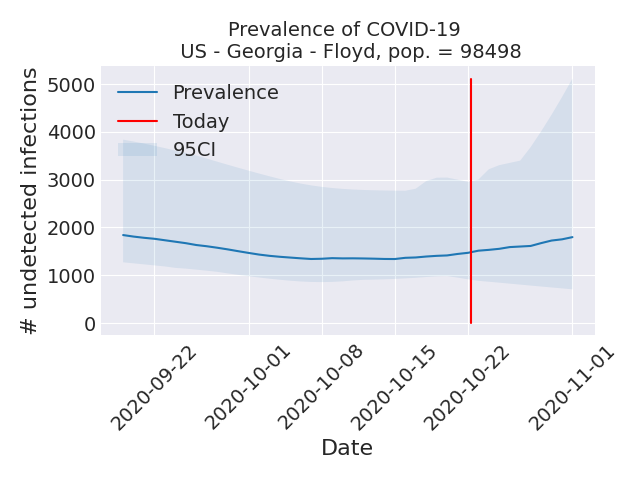 Prevalence of COVID-19
US - Georgia - Floyd, pop. = 98498
# undetected infections
5000
4000
3000
2000
1000
0
Prevalence
Today
95CI
2020-09-22
2020-10-01
2020-10-08
2020-10-15
2020-10-22
2020-11-01
Date